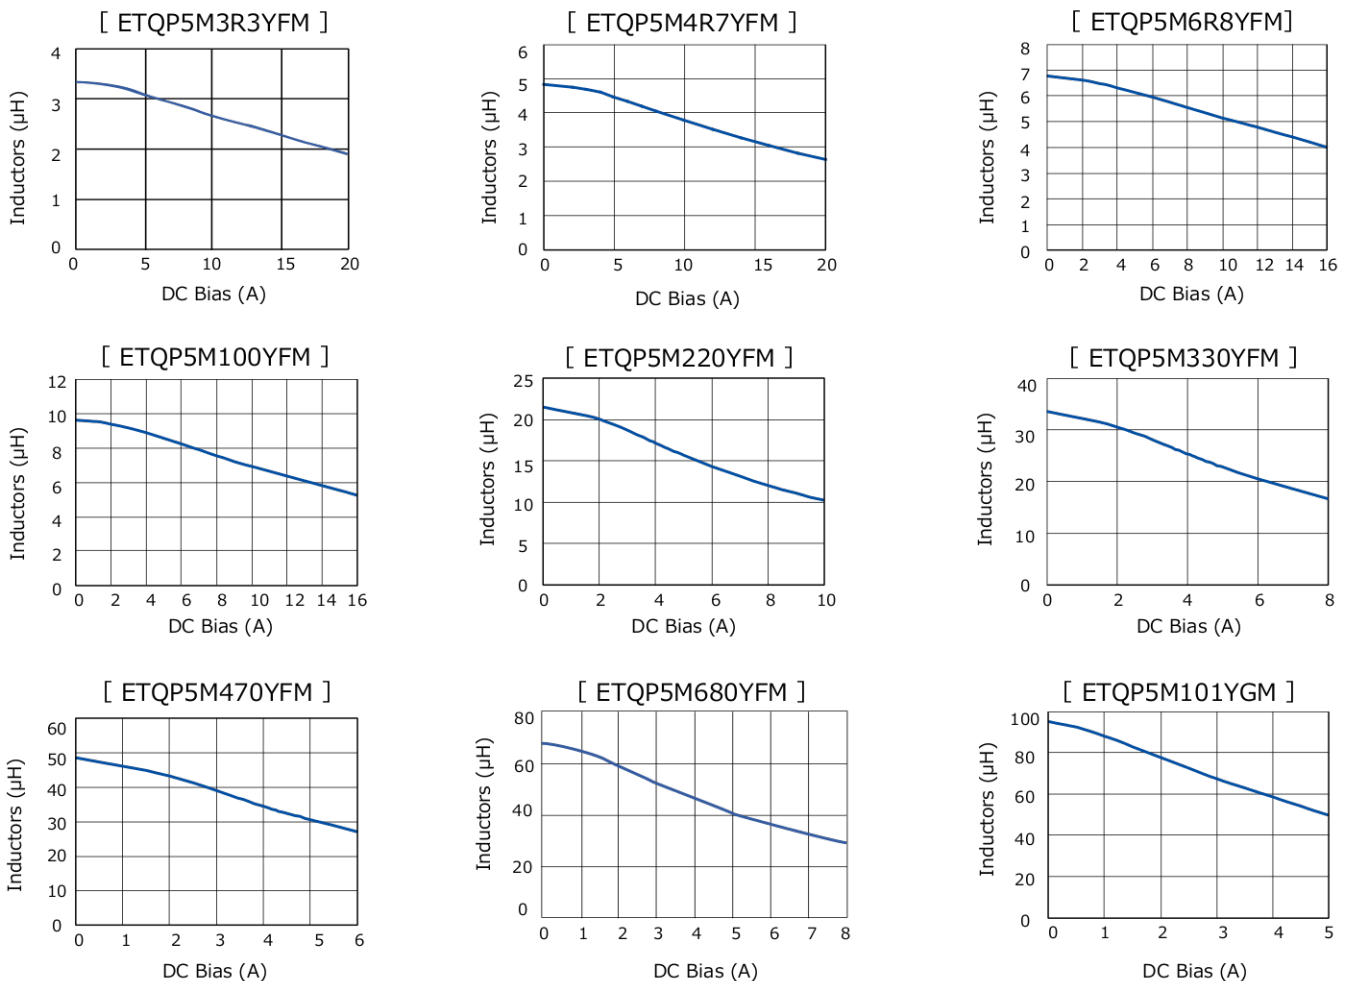 [ ETQP5M3R3YFM ]
Inductors (µH)
4
3
2
1
0
0 5 10 15 20
DC Bias (A)
[ ETQP5M4R7YFM ]
Inductors (µH)
6
5
4
3
2
1
0
0 5 10 15 20
DC Bias (A)
[ ETQP5M6R8YFM]
Inductors (µH)
8
7
6
5
4
3
2
1
0
0 2 4 6 8 10 12 14 16
DC Bias (A)
[ ETQP5M100YFM ]
Inductors (µH)
12
10
8
6
4
2
0
0 2 4 6 8 10 12 14 16
DC Bias (A)
[ ETQP5M220YFM ]
Inductors (µH)
25
20
15
10
5
0
0 2 4 6 8 10
DC Bias (A)
[ ETQP5M330YFM ]
Inductors (µH)
40
30
20
10
0
0 2 4 6 8
DC Bias (A)
[ ETQP5M470YFM ]
Inductors (µH)
60
50
40
30
20
10
0
0 1 2 3 4 5 6
DC Bias (A)
[ ETQP5M680YFM ]
Inductors (µH)
80
60
40
20
0
0 1 2 3 4 5 6 7 8
DC Bias (A)
[ ETQP5M101YGM ]
Inductors (µH)
100
80
60
40
20
0
0 1 2 3 4 5
DC Bias (A)